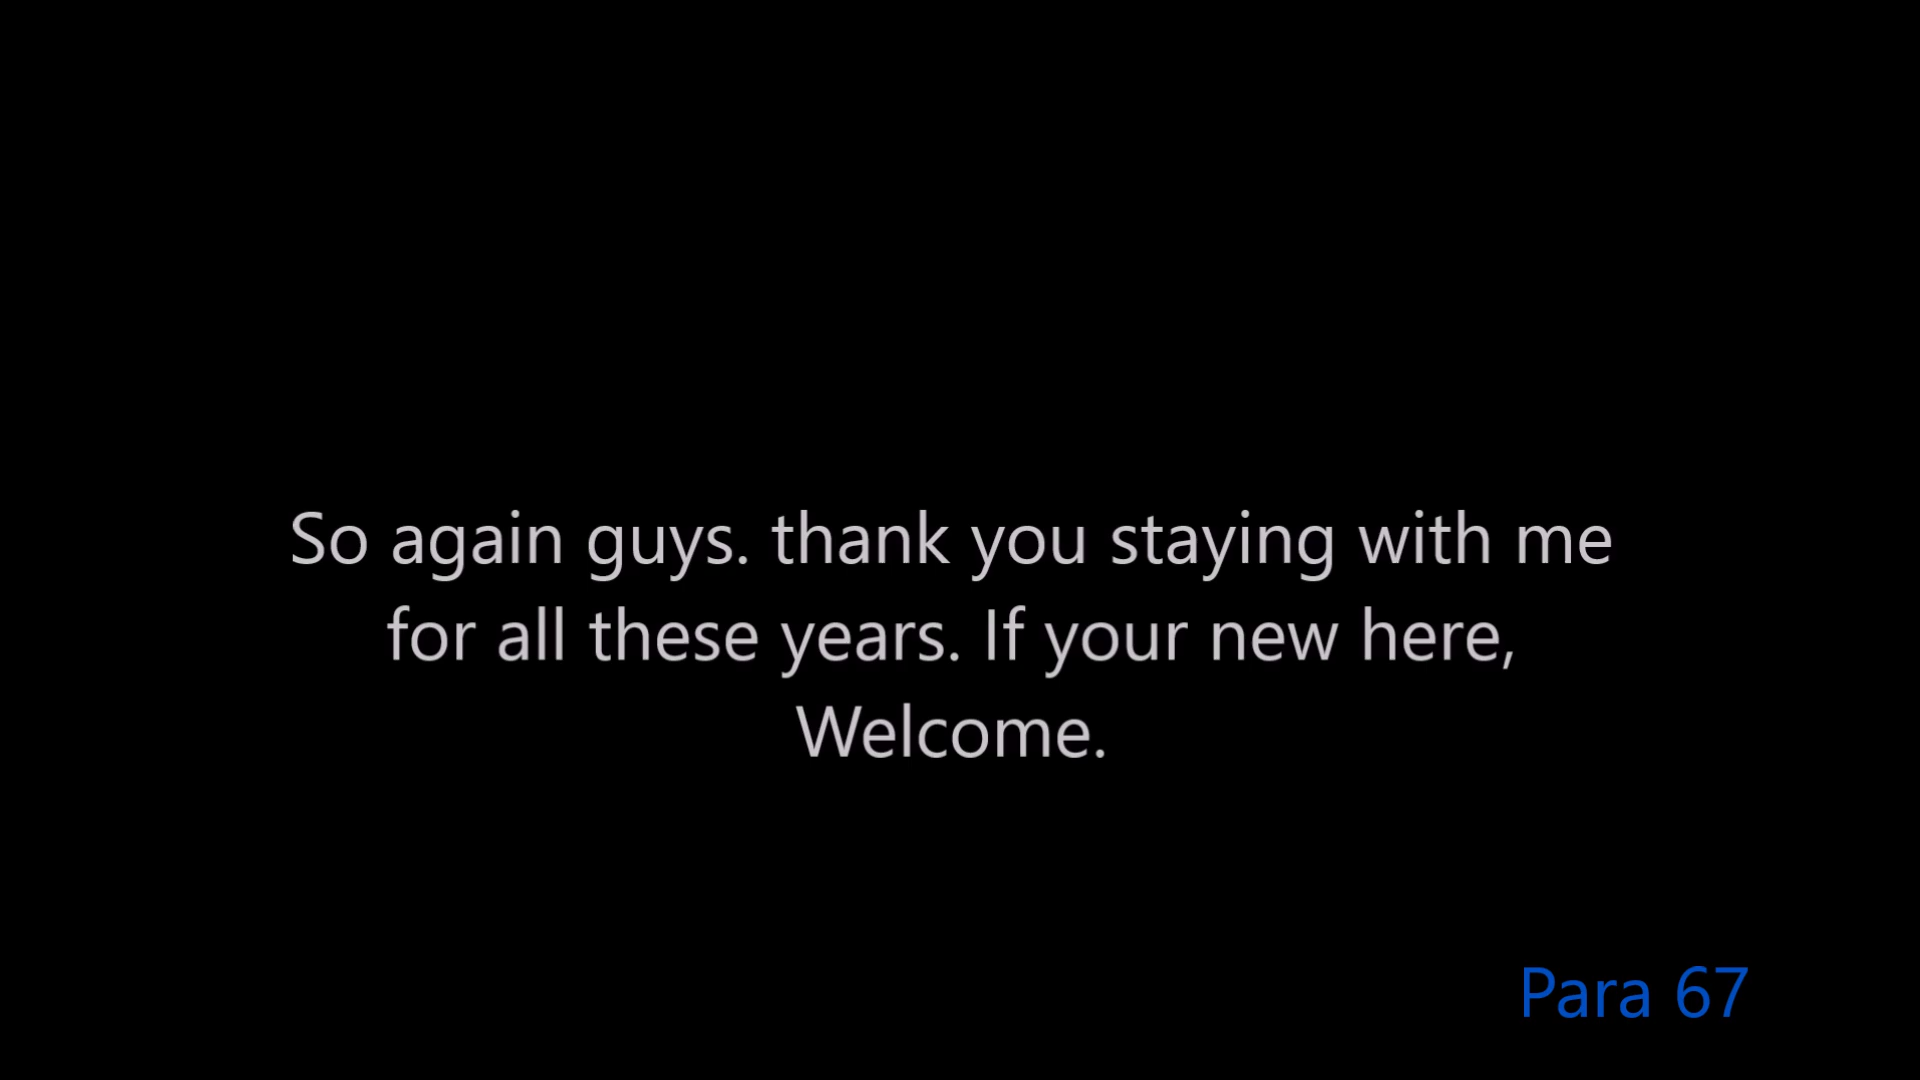 So again guys. thank you staying with me
for all these years. If your new here,
Welcome.
Para 67